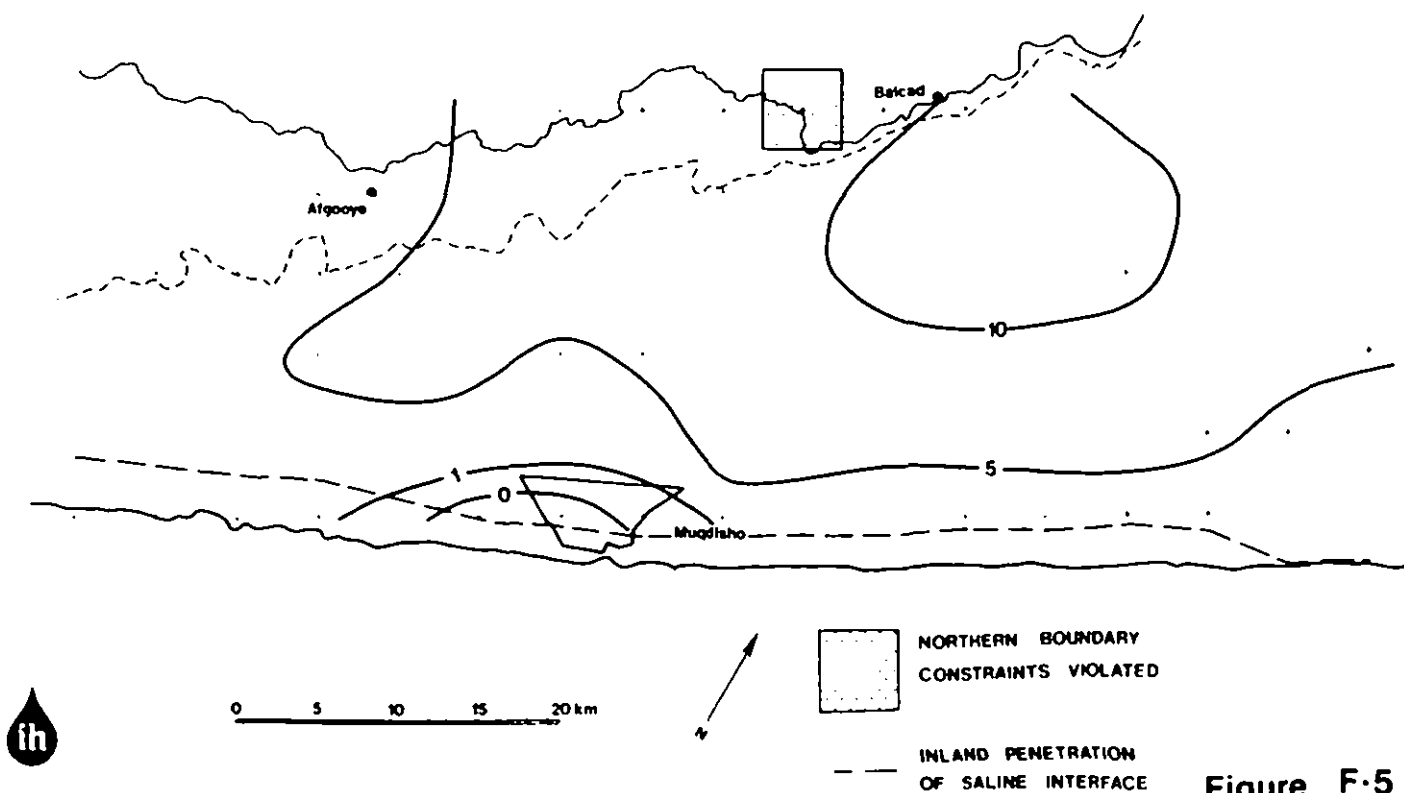 Balcad
Afgooye
10
5
1
0
Muqdisho
NORTHERN BOUNDARY
CONSTRAINTS VIOLATED
0 5 10 15 20 km
N
ih
INLAND PENETRATION
OF SALINE INTERFACE
Figure F·5